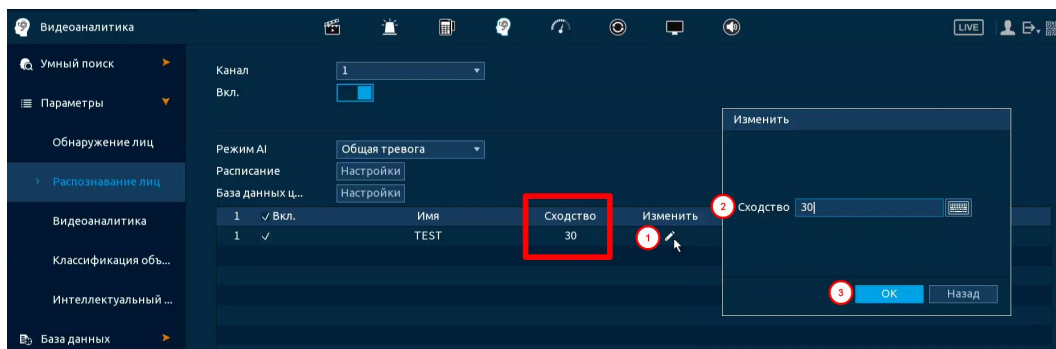 Видеоаналитика
LIVE
Умный поиск
Параметры
Обнаружение лиц
Распознавание лиц
Видеоаналитика
Классификация объ...
Интеллектуальный ...
База данных
Канал 1
Вкл.
Режим AI Общая тревога
Расписание Настройки
База данных ц... Настройки
1 Вкл. Имя Сходство Изменить
1 TEST 30 1
Изменить
2 Сходство 30
3 OK Назад